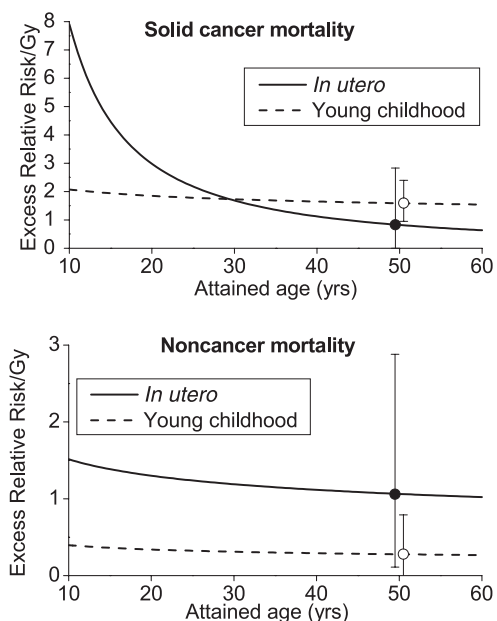 Solid cancer mortality
Excess Relative Risk/Gy
8
7
6
5
4
3
2
1
0
In utero
Young childhood
10 20 30 40 50 60
Attained age (yrs)
Noncancer mortality
Excess Relative Risk/Gy
3
2
1
0
In utero
Young childhood
10 20 30 40 50 60
Attained age (yrs)